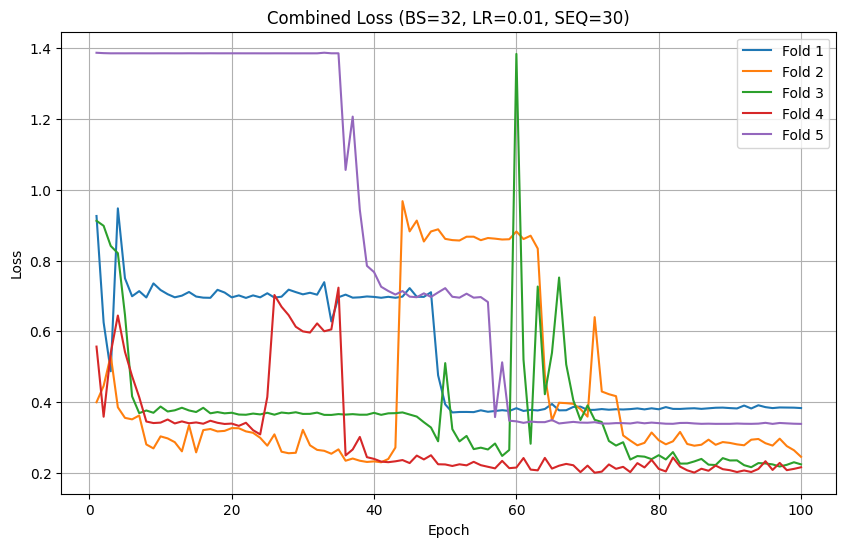 Combined Loss (BS=32, LR=0.01, SEQ=30)
Fold 1
Fold 2
Fold 3
Fold 4
Fold 5
Loss
1.4
1.2
1.0
0.8
0.6
0.4
0.2
0 20 40 60 80 100
Epoch